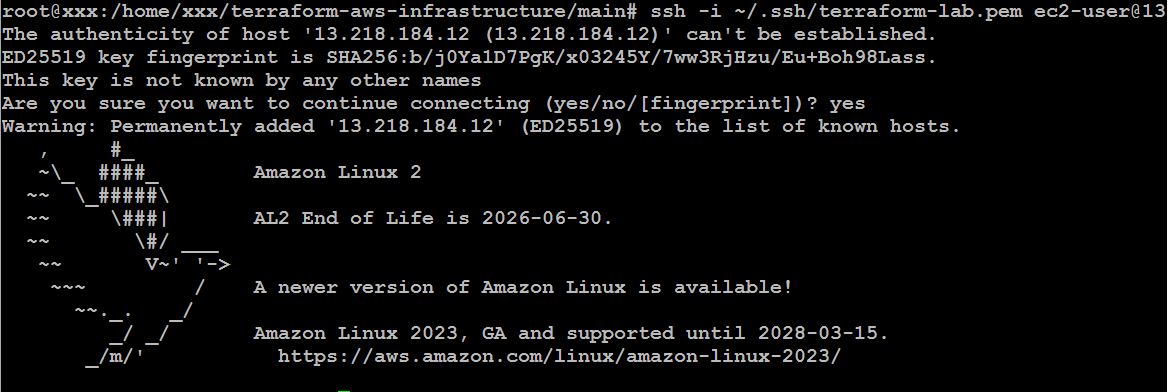 root@xxx:/home/xxx/terraform-aws-infrastructure/main# ssh -i ~/.ssh/terraform-lab.pem ec2-user@13
The authenticity of host '13.218.184.12 (13.218.184.12)' can't be established.
ED25519 key fingerprint is SHA256:b/j0Ya1D7PgK/x03245Y/7ww3RjHzu/Eu+Boh98Lass.
This key is not known by any other names
Are you sure you want to continue connecting (yes/no/[fingerprint])? yes
Warning: Permanently added '13.218.184.12' (ED25519) to the list of known hosts.
   ,     #_
   ~\_  ####_        Amazon Linux 2
  ~~  \_#####\
  ~~     \###|       AL2 End of Life is 2026-06-30.
  ~~       \#/ ___
   ~~       V~' '->
    ~~~         /    A newer version of Amazon Linux is available!
      ~~._.   _/
         _/ _/       Amazon Linux 2023, GA and supported until 2028-03-15.
       _/m/'           https://aws.amazon.com/linux/amazon-linux-2023/